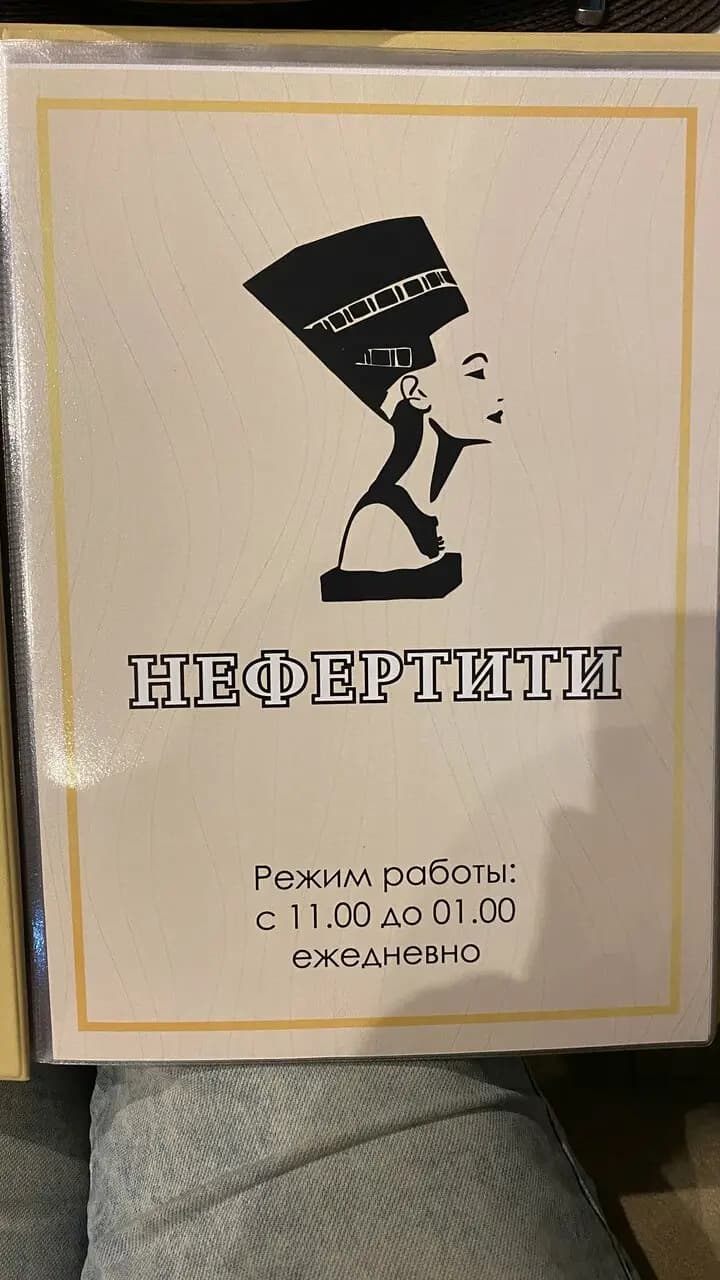 НЕФЕРТИТИ
Режим работы:
с 11.00 до 01.00
ежедневно